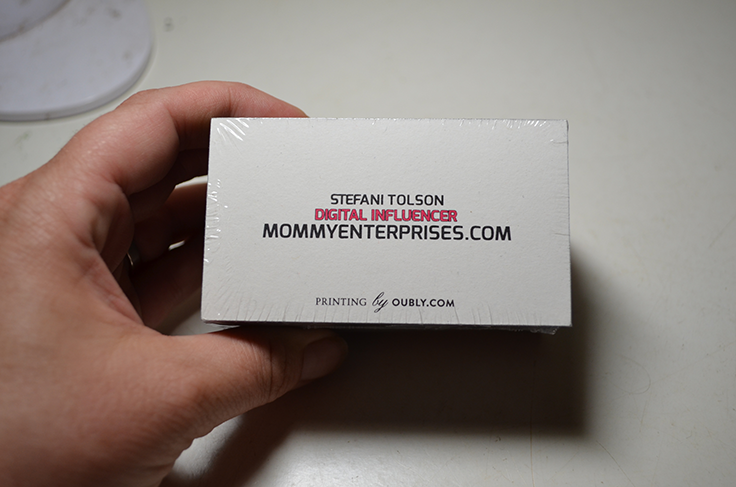 STEFANI TOLSON
DIGITAL INFLUENCER
MOMMYENTERPRISES.COM
PRINTING by OUBLY.COM